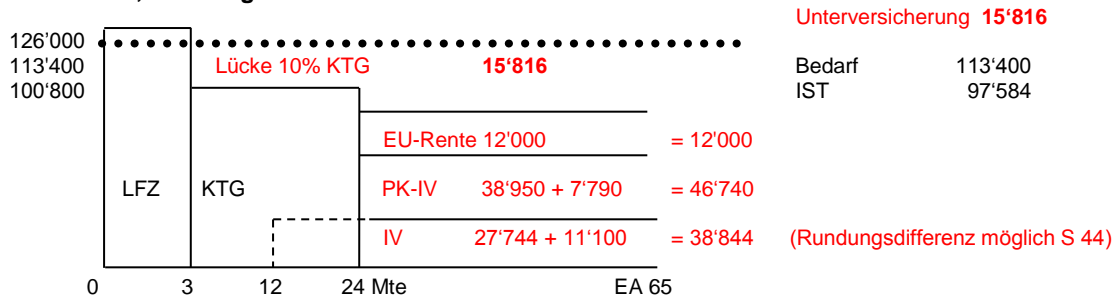 Unterversicherung 15‘816
126‘000
113‘400 Lücke 10% KTG 15‘816 Bedarf 113‘400
100‘800 IST 97‘584
EU-Rente 12'000 = 12‘000
LFZ KTG PK-IV 38‘950 + 7‘790 = 46‘740
IV 27‘744 + 11‘100 = 38‘844 (Rundungsdifferenz möglich S 44)
0 3 12 24 Mte EA 65